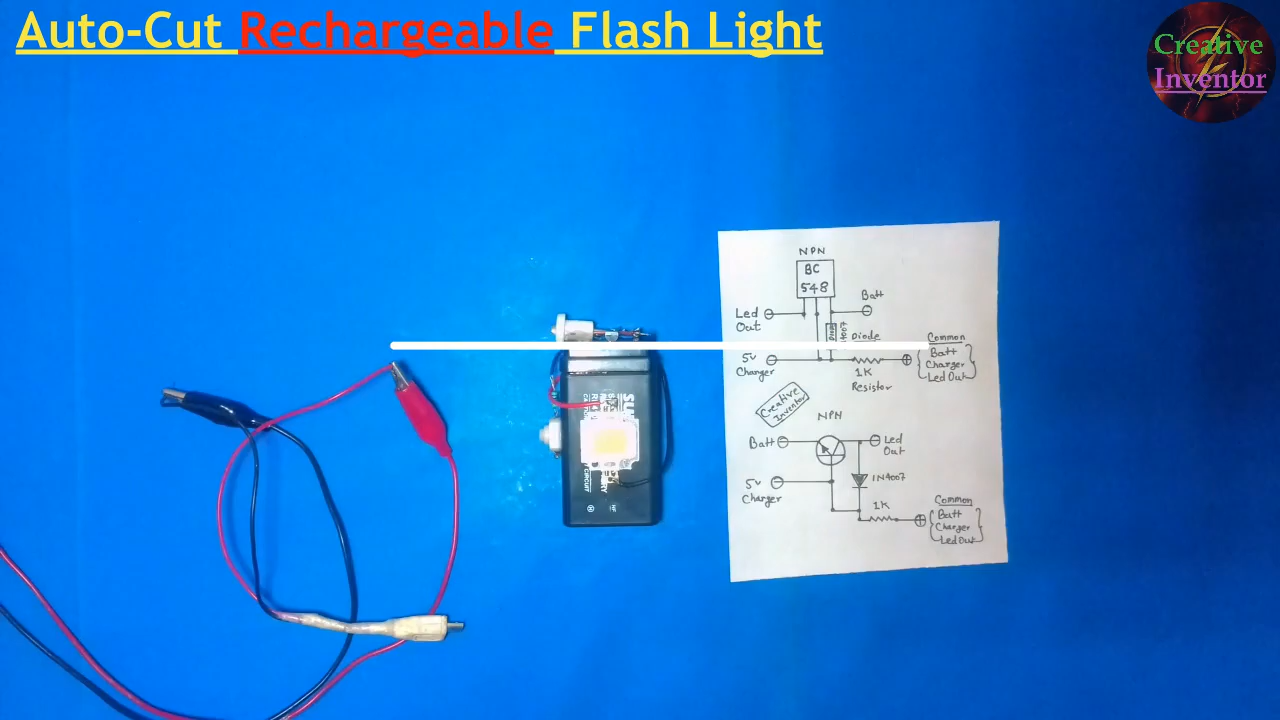 Auto-Cut Rechargeable Flash Light
Creative
Inventor
NPN
BC
548
Led
Out
Batt
Diode
5v
Charger
1K
Resistor
Common
Batt
Charger
Led Out
Creative
Inventor
NPN
Batt
Led
Out
5v
Charger
1N4007
1K
Common
Batt
Charger
Led Out
CIRCUIT